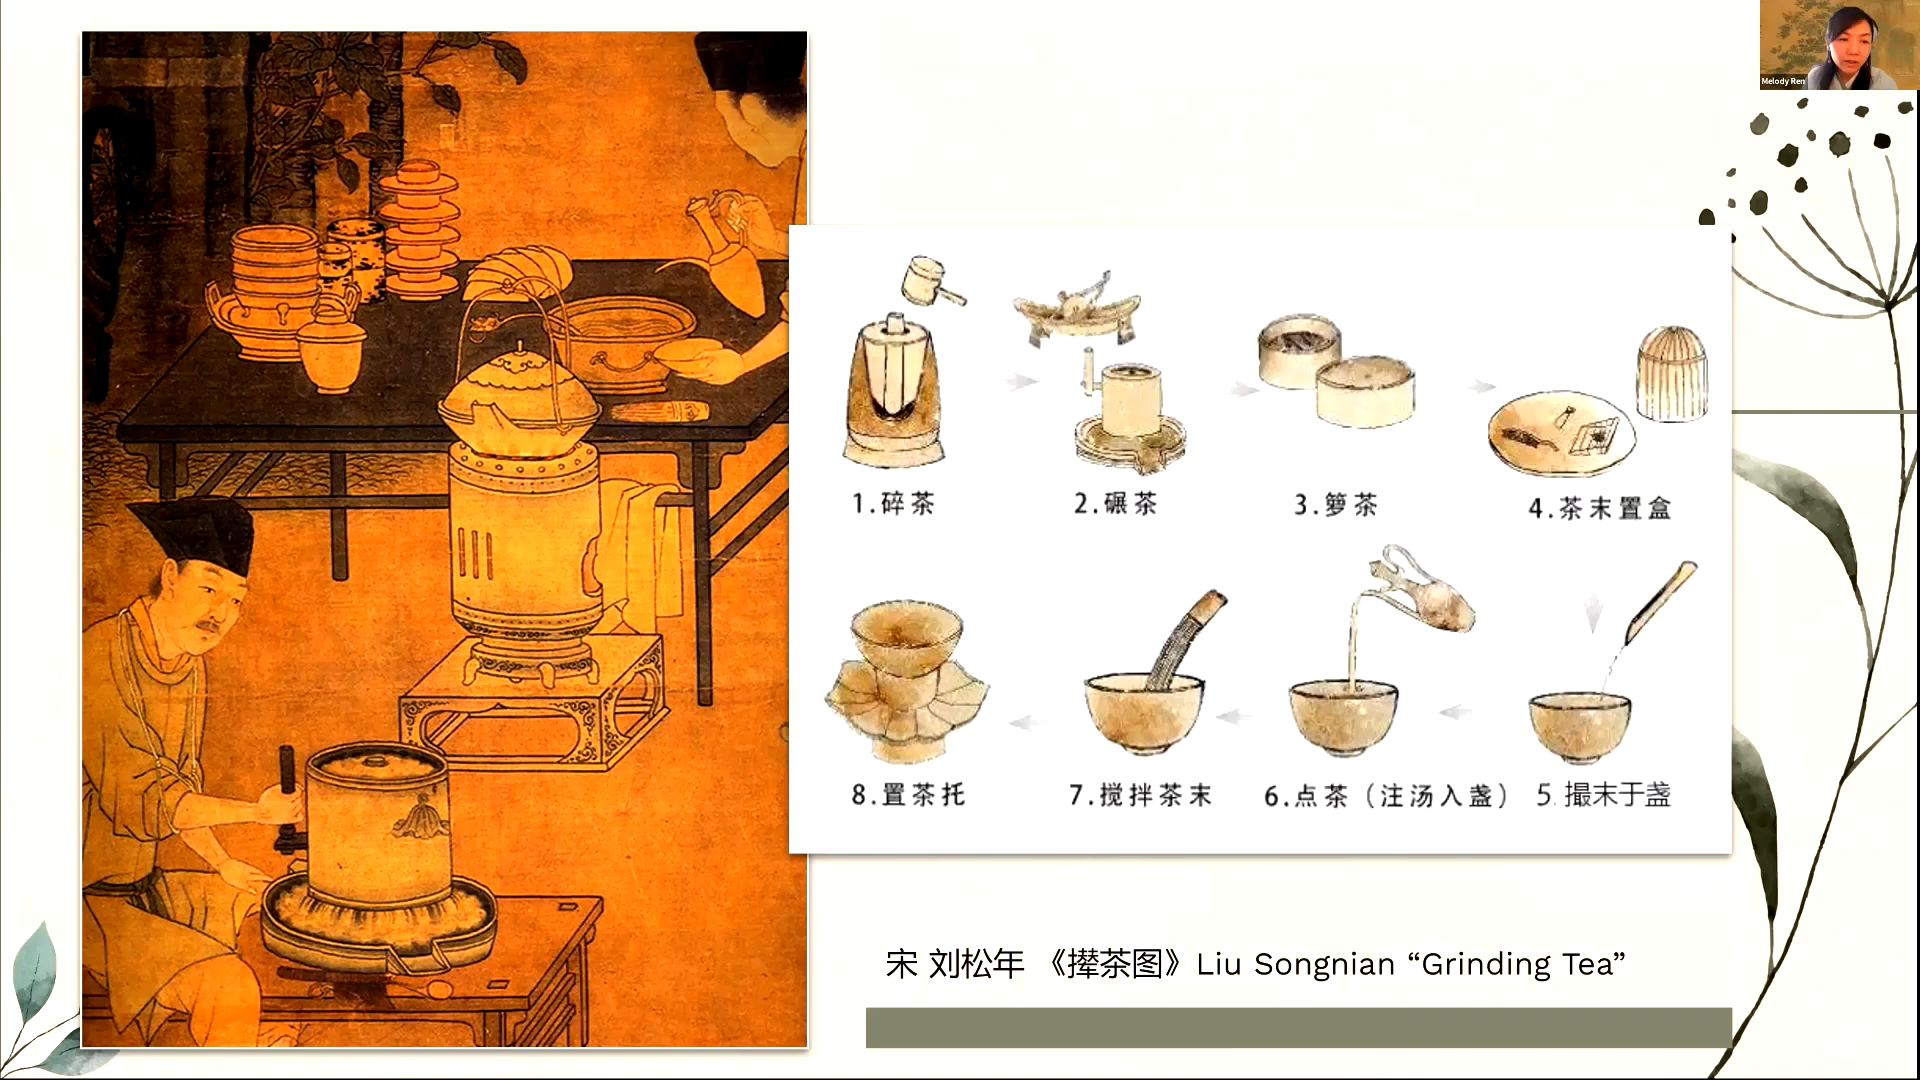 Melody Ren
1.碎茶
2.碾茶
3.箩茶
4.茶末置盒
8.置茶托
7.搅拌茶末
6.点茶（注汤入盏）
5.撮末于盏
宋 刘松年 《撵茶图》Liu Songnian “Grinding Tea”